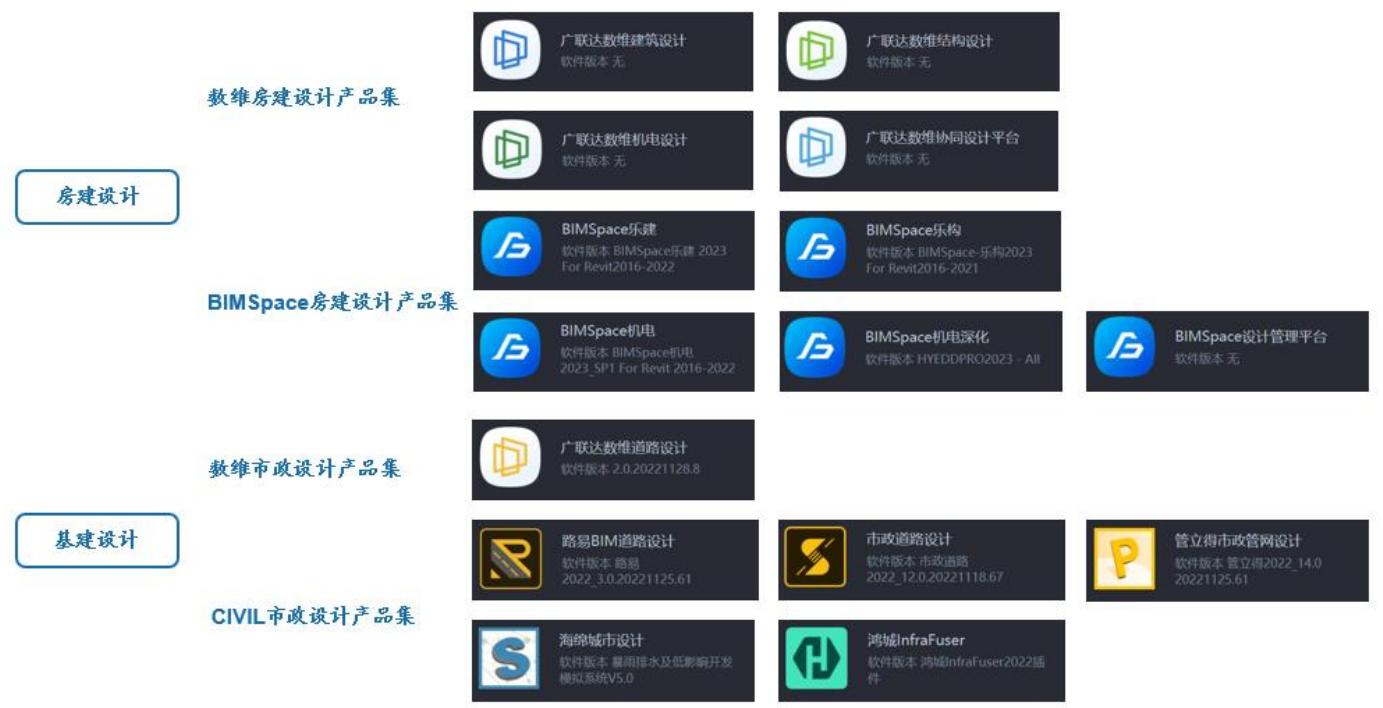 房建设计
数维房建设计产品集
广联达数维建筑设计
软件版本 无
广联达数维结构设计
软件版本 无
广联达数维机电设计
软件版本 无
广联达数维协同设计平台
软件版本 无
BIMSpace房建设计产品集
BIMSpace乐建
软件版本 BIMSpace乐建 2023
For Revit2016-2022
BIMSpace乐构
软件版本 BIMSpace-乐构2023
For Revit2016-2021
BIMSpace机电
软件版本 BIMSpace机电
2023_SP1 For Revit 2016-2022
BIMSpace机电深化
软件版本 HYEDDPRO2023 - All
BIMSpace设计管理平台
软件版本 无
基建设计
数维市政设计产品集
广联达数维道路设计
软件版本 2.0.20221128.8
CIVIL市政设计产品集
路易BIM道路设计
软件版本 路易
2022_3.0.20221125.61
市政道路设计
软件版本 市政道路
2022_12.0.20221118.67
P
管立得市政管网设计
软件版本 管立得2022_14.0
20221125.61
S
海绵城市设计
软件版本 暴雨排水及低影响开发
模拟系统V5.0
鸿城InfraFuser
软件版本 鸿城InfraFuser2022插
件